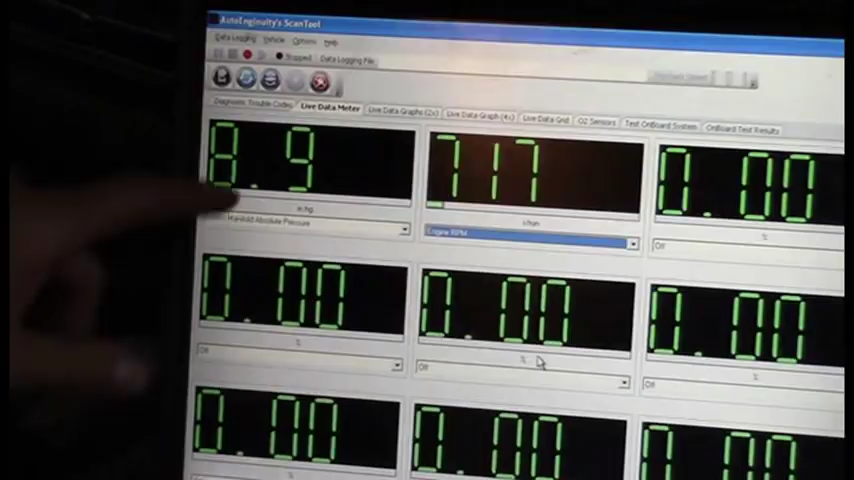 AutoEnginuity's ScanTool
Data Logging Vehicle Options Help
Stopped Data Logging File
Diagnostic Trouble Codes Live Data Meter Live Data Graphs (2x) Live Data Graph (4x) Live Data Grid O2 Sensors Test OnBoard System OnBoard Test Results
8.9 717 0.00
in.hg r/min %
Manifold Absolute Pressure Engine RPM Off
0.00 0.00 0.00
% % %
Off Off Off
0.00 0.00 0.00
%